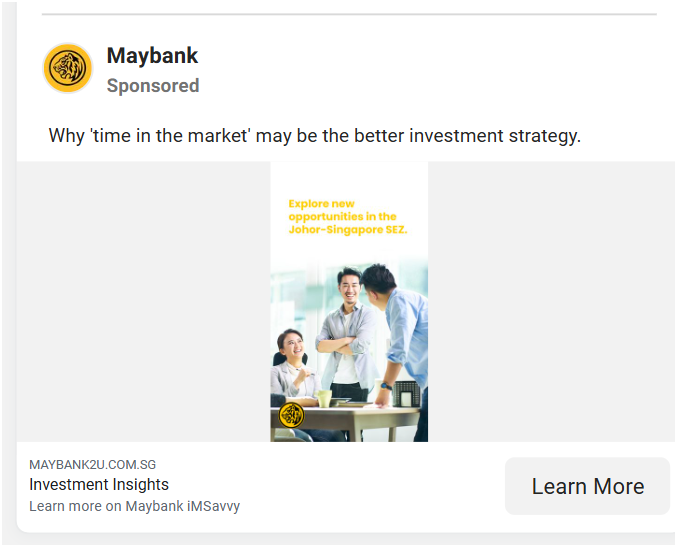 Maybank
Sponsored
Why 'time in the market' may be the better investment strategy.
Explore new
opportunities in the
Johor-Singapore SEZ.
MAYBANK2U.COM.SG
Investment Insights
Learn more on Maybank iMSavvy
Learn More